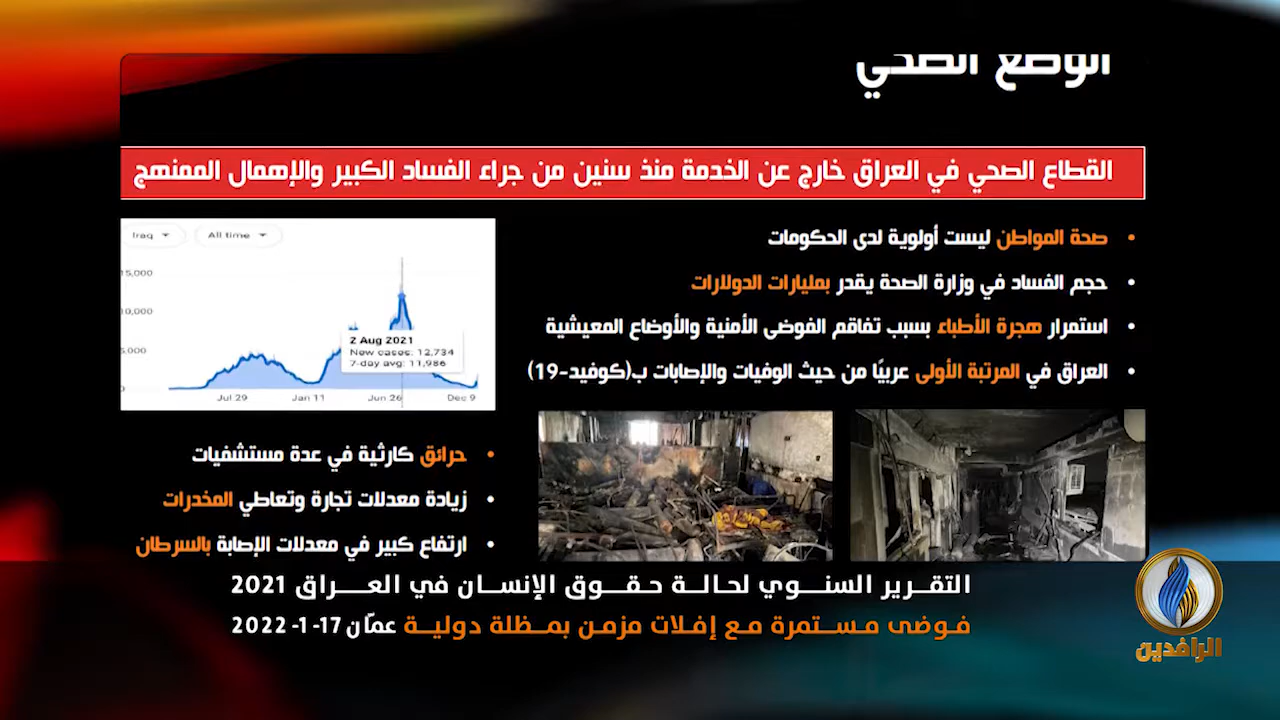 الوضع الصحي
القطاع الصحي في العراق خارج عن الخدمة منذ سنين من جراء الفساد الكبير والإهمال الممنهج
• صحة المواطن ليست أولوية لدى الحكومات
• حجم الفساد في وزارة الصحة يقدر بمليارات الدولارات
• استمرار هجرة الأطباء بسبب تفاقم الفوضى الأمنية والأوضاع المعيشية
• العراق في المرتبة الأولى عربيًا من حيث الوفيات والإصابات ب(كوفيد-19)
Iraq All time
15,000
10,000
5,000
0
2 Aug 2021
New cases: 12,734
7-day avg: 11,986
Jul 29 Jan 11 Jun 26 Dec 9
• حرائق كارثية في عدة مستشفيات
• زيادة معدلات تجارة وتعاطي المخدرات
• ارتفاع كبير في معدلات الإصابة بالسرطان
التقرير السنوي لحالة حقوق الإنسان في العراق 2021
فوضى مستمرة مع إفلات مزمن بمظلة دولية عمّان 17-1-2022
الرافدين